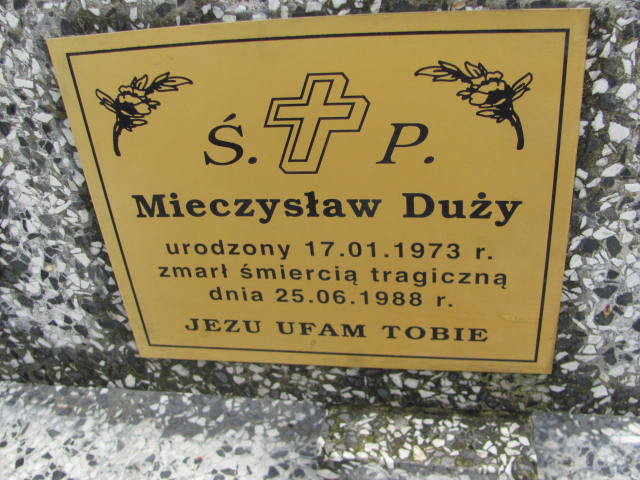 Ś. P.
Mieczysław Duży
urodzony 17.01.1973 r.
zmarł śmiercią tragiczną
dnia 25.06.1988 r.
JEZU UFAM TOBIE